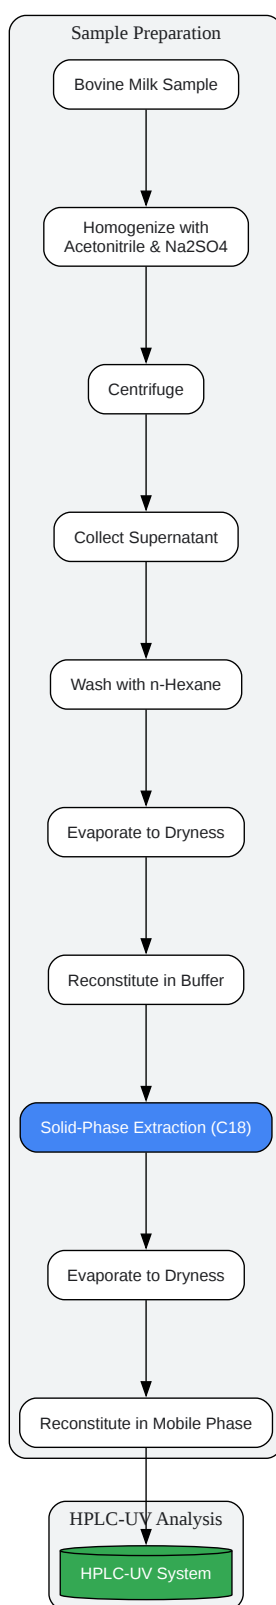 Sample Preparation
Bovine Milk Sample
Homogenize with
Acetonitrile & Na2SO4
Centrifuge
Collect Supernatant
Wash with n-Hexane
Evaporate to Dryness
Reconstitute in Buffer
Solid-Phase Extraction (C18)
Evaporate to Dryness
Reconstitute in Mobile Phase
HPLC-UV Analysis
HPLC-UV System